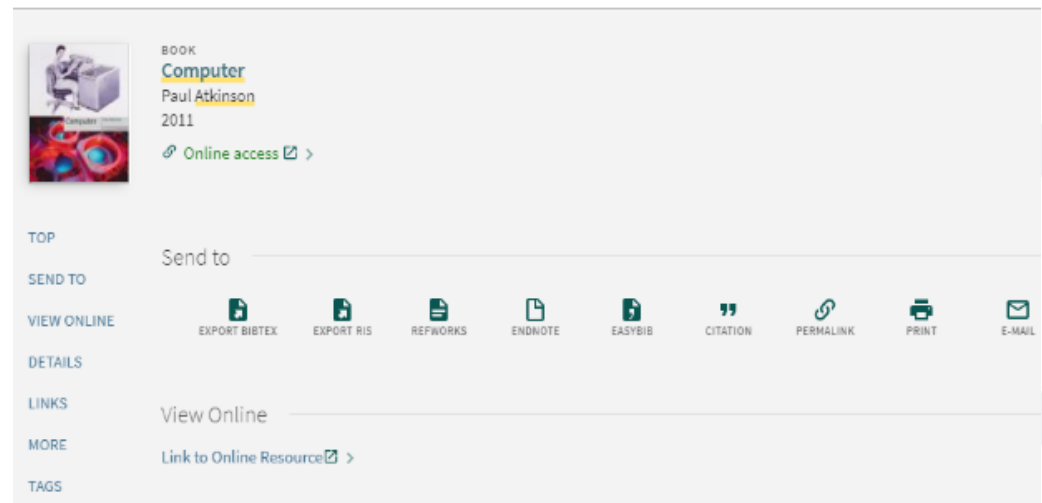 BOOK
Computer
Paul Atkinson
2011
Online access
Computer
TOP
SEND TO
VIEW ONLINE
DETAILS
LINKS
MORE
TAGS
Send to
EXPORT BIBTEX EXPORT RIS REFWORKS ENDNOTE EASYBIB CITATION PERMALINK PRINT E-MAIL
View Online
Link to Online Resource